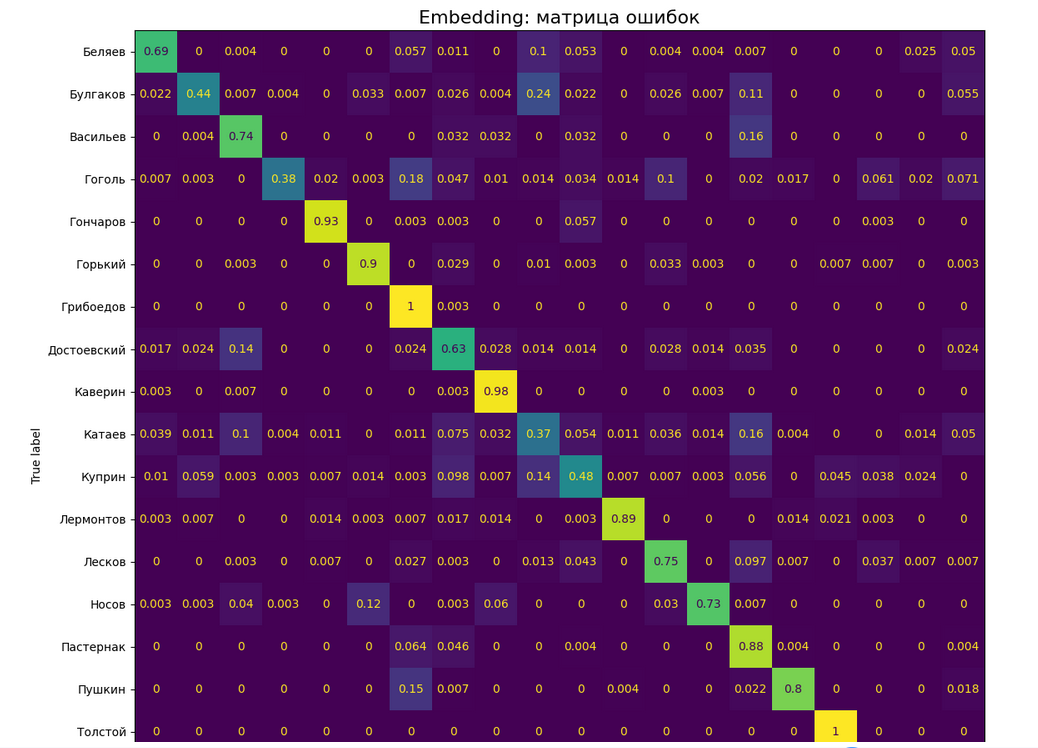 Embedding: матрица ошибок
Беляев 0.69 0 0.004 0 0 0 0.057 0.011 0 0.1 0.053 0 0.004 0.004 0.007 0 0 0 0.025 0.05
Булгаков 0.022 0.44 0.007 0.004 0 0.033 0.007 0.026 0.004 0.24 0.022 0 0.026 0.007 0.11 0 0 0 0 0.055
Васильев 0 0.004 0.74 0 0 0 0 0.032 0.032 0 0.032 0 0 0 0.16 0 0 0 0 0
Гоголь 0.007 0.003 0 0.38 0.02 0.003 0.18 0.047 0.01 0.014 0.034 0.014 0.1 0 0.02 0.017 0 0.061 0.02 0.071
Гончаров 0 0 0 0 0.93 0 0.003 0.003 0 0 0.057 0 0 0 0 0 0 0.003 0 0
Горький 0 0 0.003 0 0 0.9 0 0.029 0 0.01 0.003 0 0.033 0.003 0 0 0.007 0.007 0 0.003
Грибоедов 0 0 0 0 0 0 1 0.003 0 0 0 0 0 0 0 0 0 0 0 0
Достоевский 0.017 0.024 0.14 0 0 0 0.024 0.63 0.028 0.014 0.014 0 0.028 0.014 0.035 0 0 0 0 0.024
Каверин 0.003 0 0.007 0 0 0 0 0.003 0.98 0 0 0 0 0.003 0 0 0 0 0 0
Катаев 0.039 0.011 0.1 0.004 0.011 0 0.011 0.075 0.032 0.37 0.054 0.011 0.036 0.014 0.16 0.004 0 0 0.014 0.05
True label
Куприн 0.01 0.059 0.003 0.003 0.007 0.014 0.003 0.098 0.007 0.14 0.48 0.007 0.007 0.003 0.056 0 0.045 0.038 0.024 0
Лермонтов 0.003 0.007 0 0 0.014 0.003 0.007 0.017 0.014 0 0.003 0.89 0 0 0 0.014 0.021 0.003 0 0
Лесков 0 0 0.003 0 0.007 0 0.027 0.003 0 0.013 0.043 0 0.75 0 0.097 0.007 0 0.037 0.007 0.007
Носов 0.003 0.003 0.04 0.003 0 0.12 0 0.003 0.06 0 0 0 0.03 0.73 0.007 0 0 0 0 0
Пастернак 0 0 0 0 0 0 0.064 0.046 0 0 0.004 0 0 0 0.88 0.004 0 0 0 0.004
Пушкин 0 0 0 0 0 0 0.15 0.007 0 0 0 0.004 0 0 0.022 0.8 0 0 0 0.018
Толстой 0 0 0 0 0 0 0 0 0 0 0 0 0 0 0 0 1 0 0 0